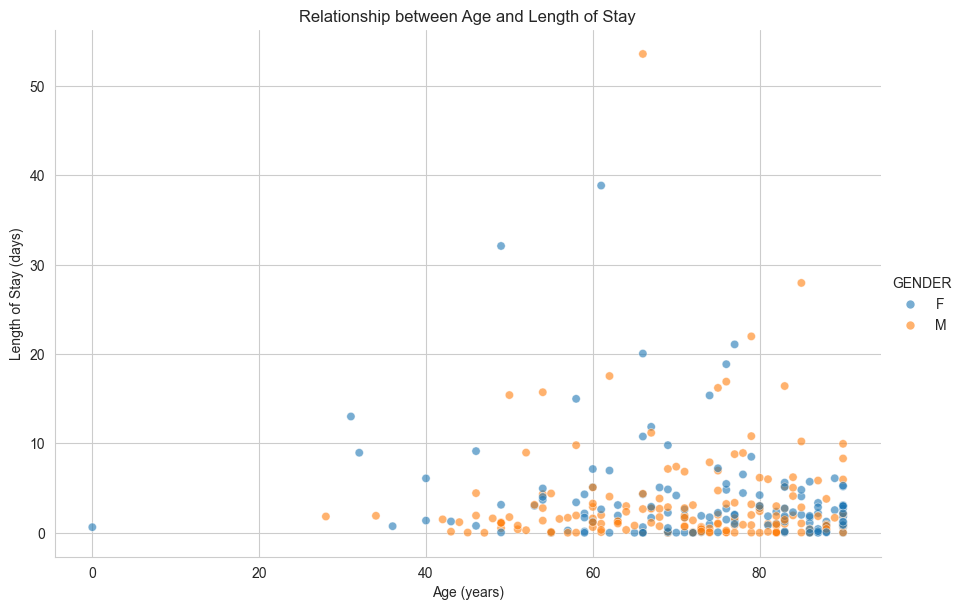 Relationship between Age and Length of Stay
Length of Stay (days)
50
40
30
20
10
0
0
20
40
60
80
Age (years)
GENDER
F
M